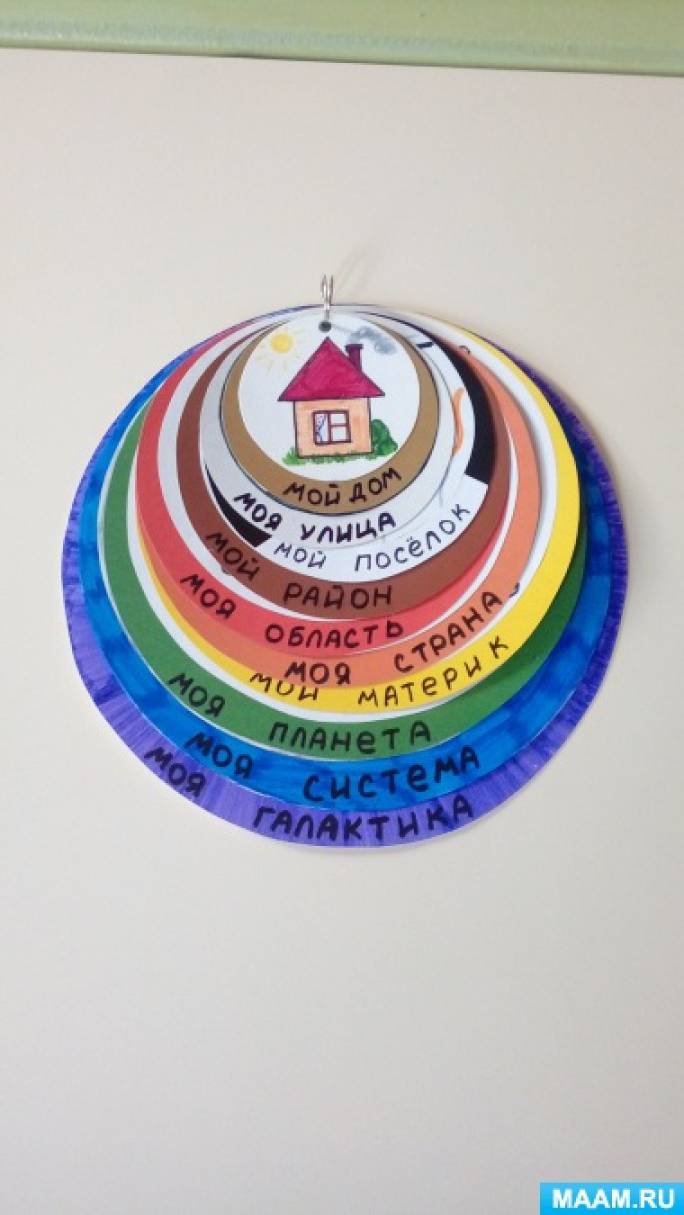 МОЙ ДОМ
МОЯ УЛИЦА
МОЙ ПОСЁЛОК
МОЙ РАЙОН
МОЯ ОБЛАСТЬ
МОЯ СТРАНА
МОЙ МАТЕРИК
МОЯ ПЛАНЕТА
МОЯ СИСТЕМА
МОЯ ГАЛАКТИКА
MAAM.RU